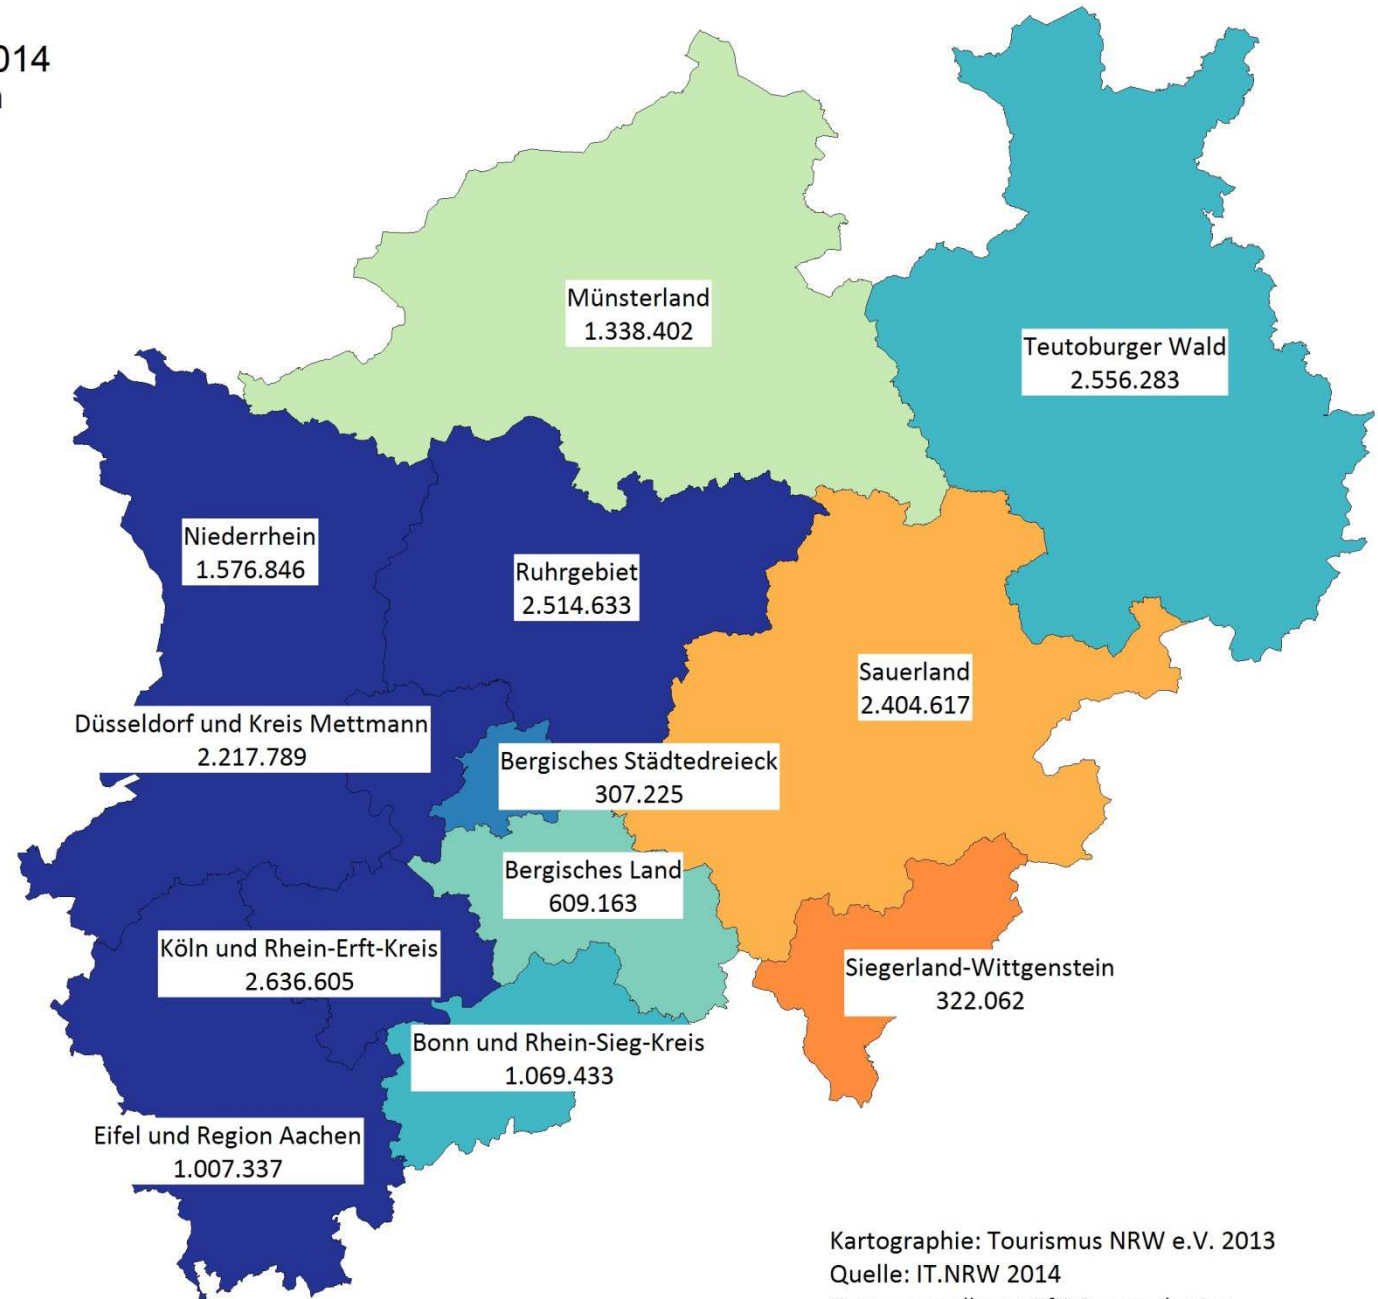 014
Münsterland
1.338.402
Teutoburger Wald
2.556.283
Niederrhein
1.576.846
Ruhrgebiet
2.514.633
Sauerland
2.404.617
Düsseldorf und Kreis Mettmann
2.217.789
Bergisches Städtedreieck
307.225
Bergisches Land
609.163
Köln und Rhein-Erft-Kreis
2.636.605
Siegerland-Wittgenstein
322.062
Bonn und Rhein-Sieg-Kreis
1.069.433
Eifel und Region Aachen
1.007.337
Kartographie: Tourismus NRW e.V. 2013
Quelle: IT.NRW 2014